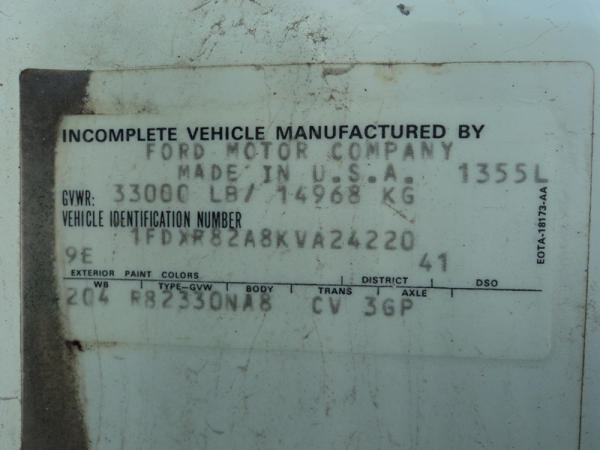 INCOMPLETE VEHICLE MANUFACTURED BY
FORD MOTOR COMPANY
MADE IN U.S.A. 1355L
GVWR: 33000 LB/ 14968 KG
VEHICLE IDENTIFICATION NUMBER
1FDXR82A8KVA24220
9E 41
EXTERIOR PAINT COLORS DISTRICT DSO
WB TYPE-GVW BODY TRANS AXLE
204 R82330NA8 CV 3GP
EOTA-18173-AA